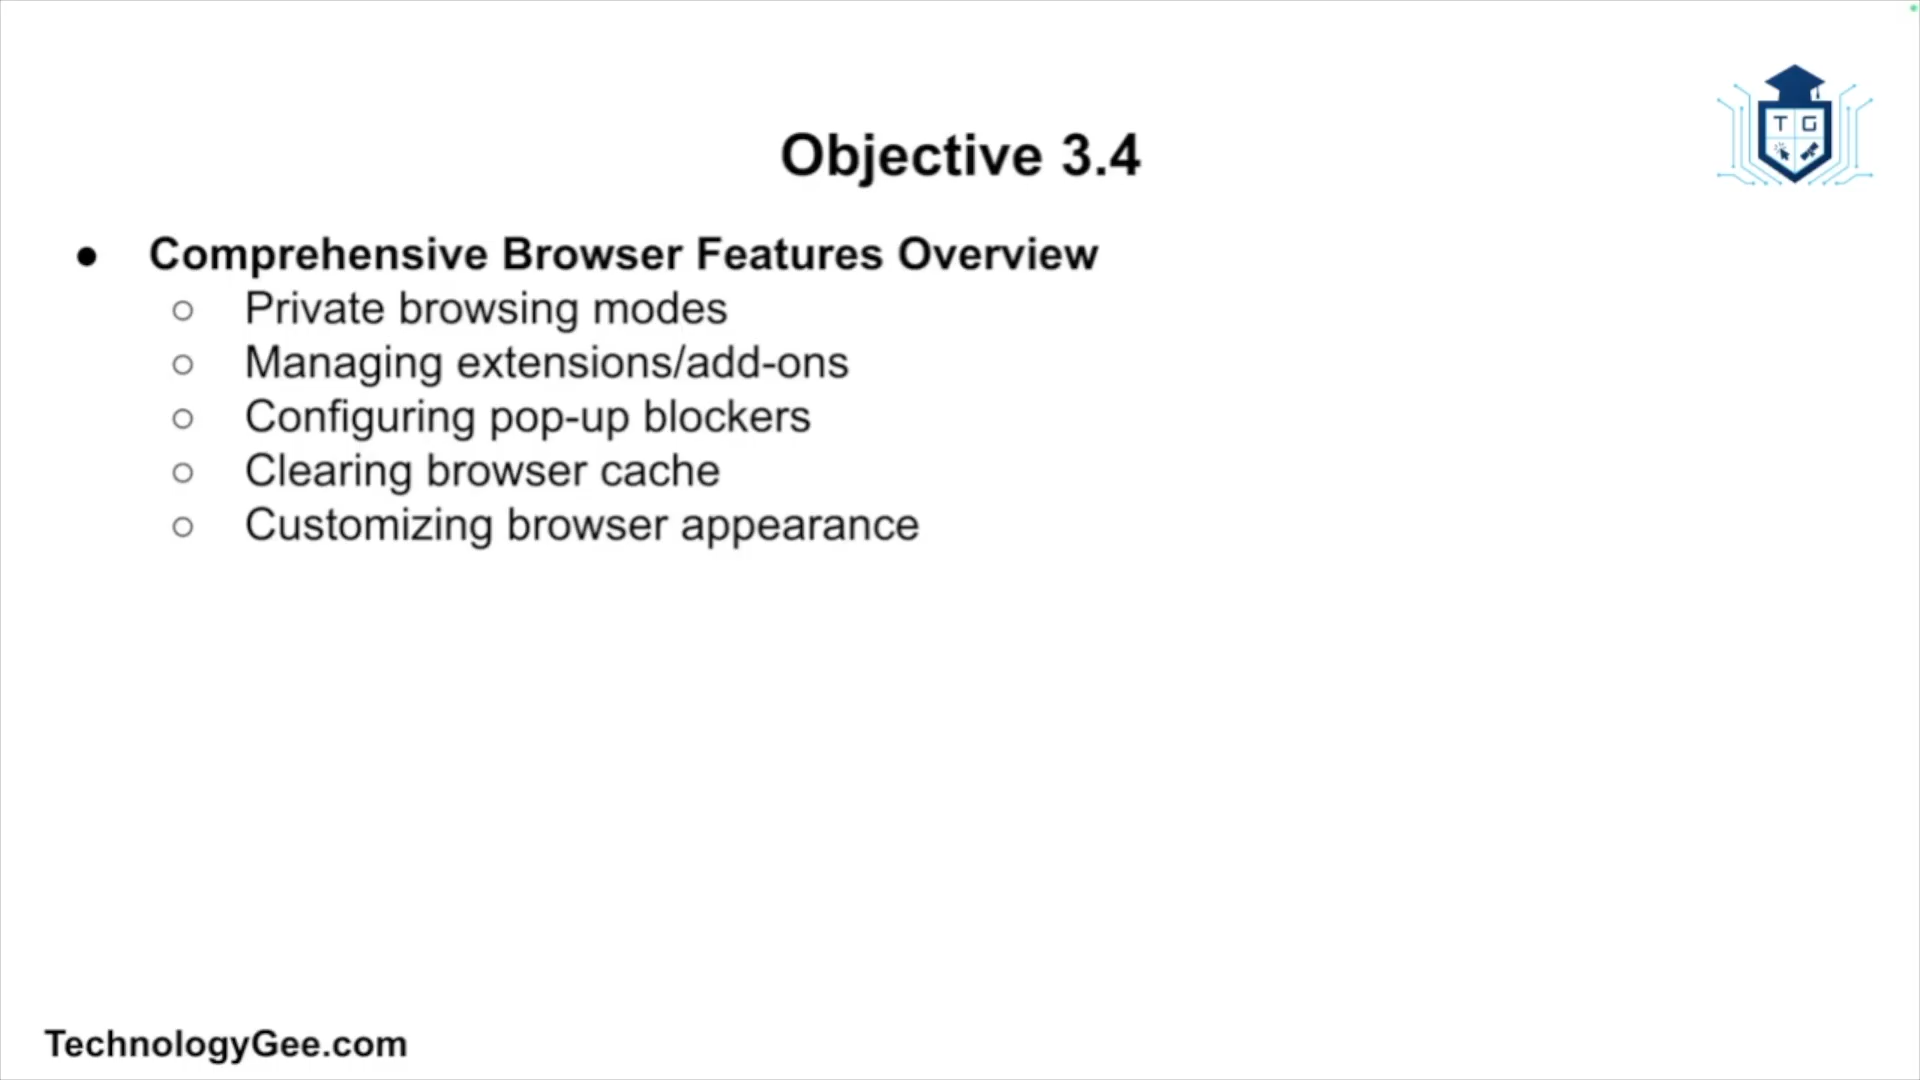 T G
Objective 3.4
● Comprehensive Browser Features Overview
○ Private browsing modes
○ Managing extensions/add-ons
○ Configuring pop-up blockers
○ Clearing browser cache
○ Customizing browser appearance
TechnologyGee.com